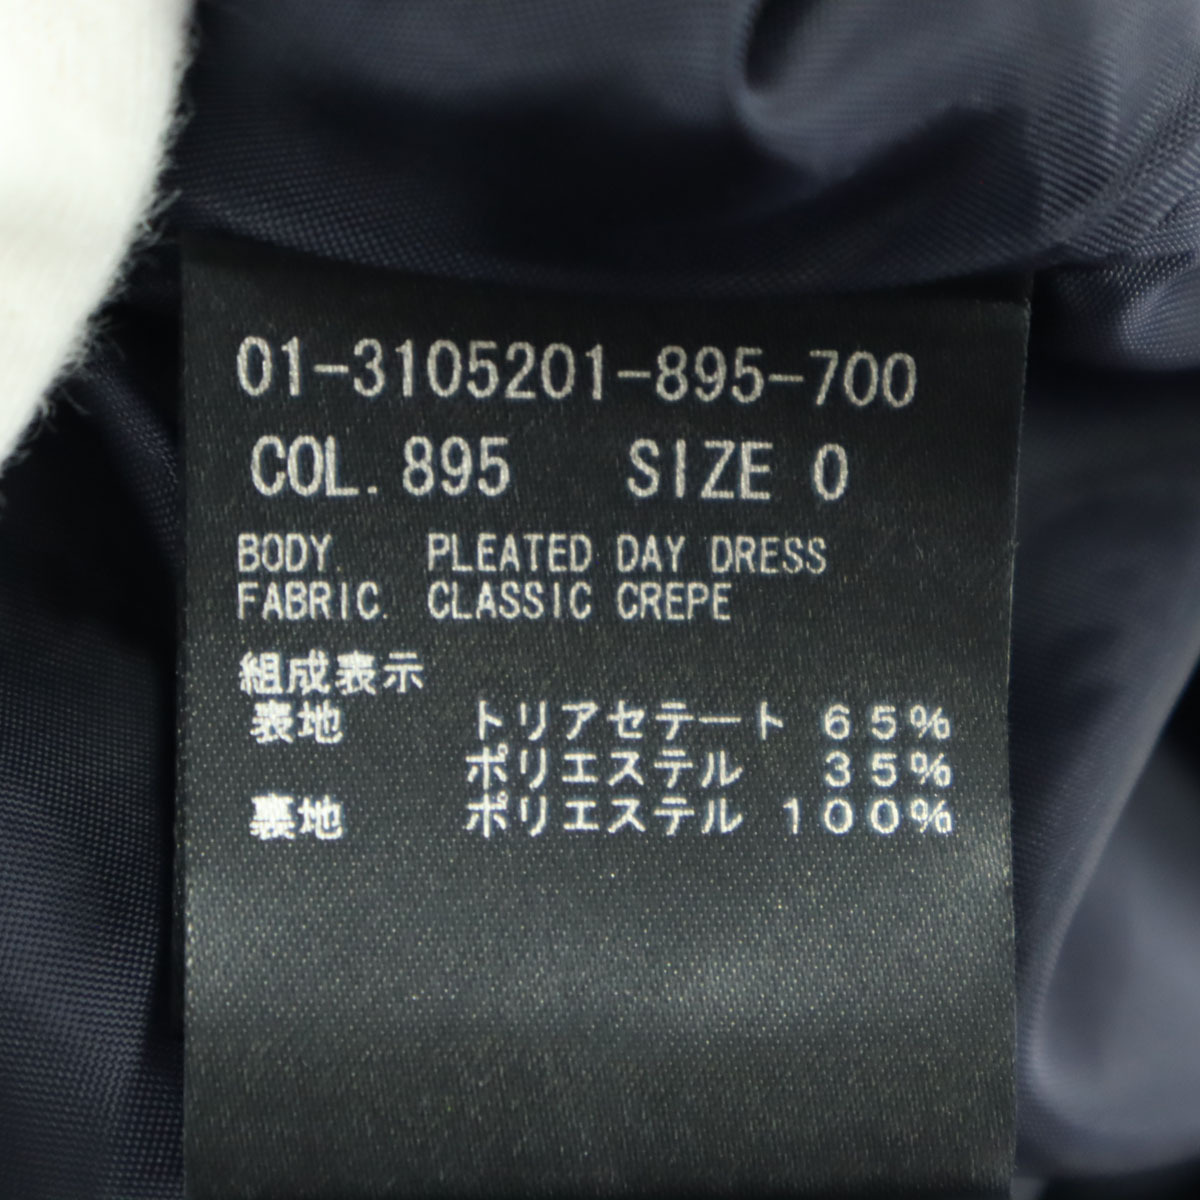 01-3105201-895-700
COL. 895 SIZE 0
BODY. PLEATED DAY DRESS
FABRIC. CLASSIC CREPE
組成表示
表地 トリアセテート 65%
ポリエステル 35%
裏地 ポリエステル 100%